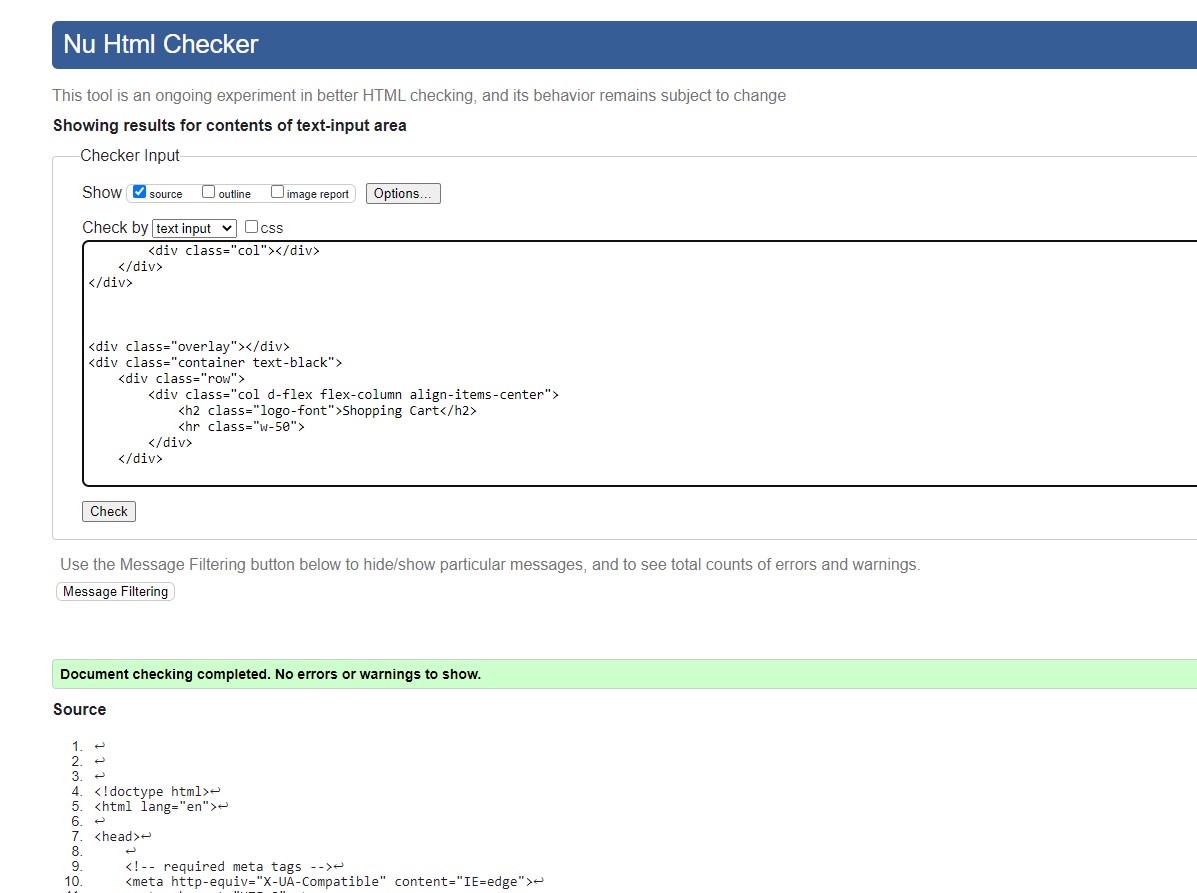 Nu Html Checker
This tool is an ongoing experiment in better HTML checking, and its behavior remains subject to change
Showing results for contents of text-input area
Checker Input
Show source outline image report Options...
Check by text input css
<div class="col"></div>
</div>
</div>
<div class="overlay"></div>
<div class="container text-black">
<div class="row">
<div class="col d-flex flex-column align-items-center">
<h2 class="logo-font">Shopping Cart</h2>
<hr class="w-50">
</div>
</div>
Check
Use the Message Filtering button below to hide/show particular messages, and to see total counts of errors and warnings.
Message Filtering
Document checking completed. No errors or warnings to show.
Source
1. ↩
2. ↩
3. ↩
4. <!doctype html>↩
5. <html lang="en">↩
6. ↩
7. <head>↩
8. ↩
9. <!-- required meta tags -->↩
10. <meta http-equiv="X-UA-Compatible" content="IE=edge">↩